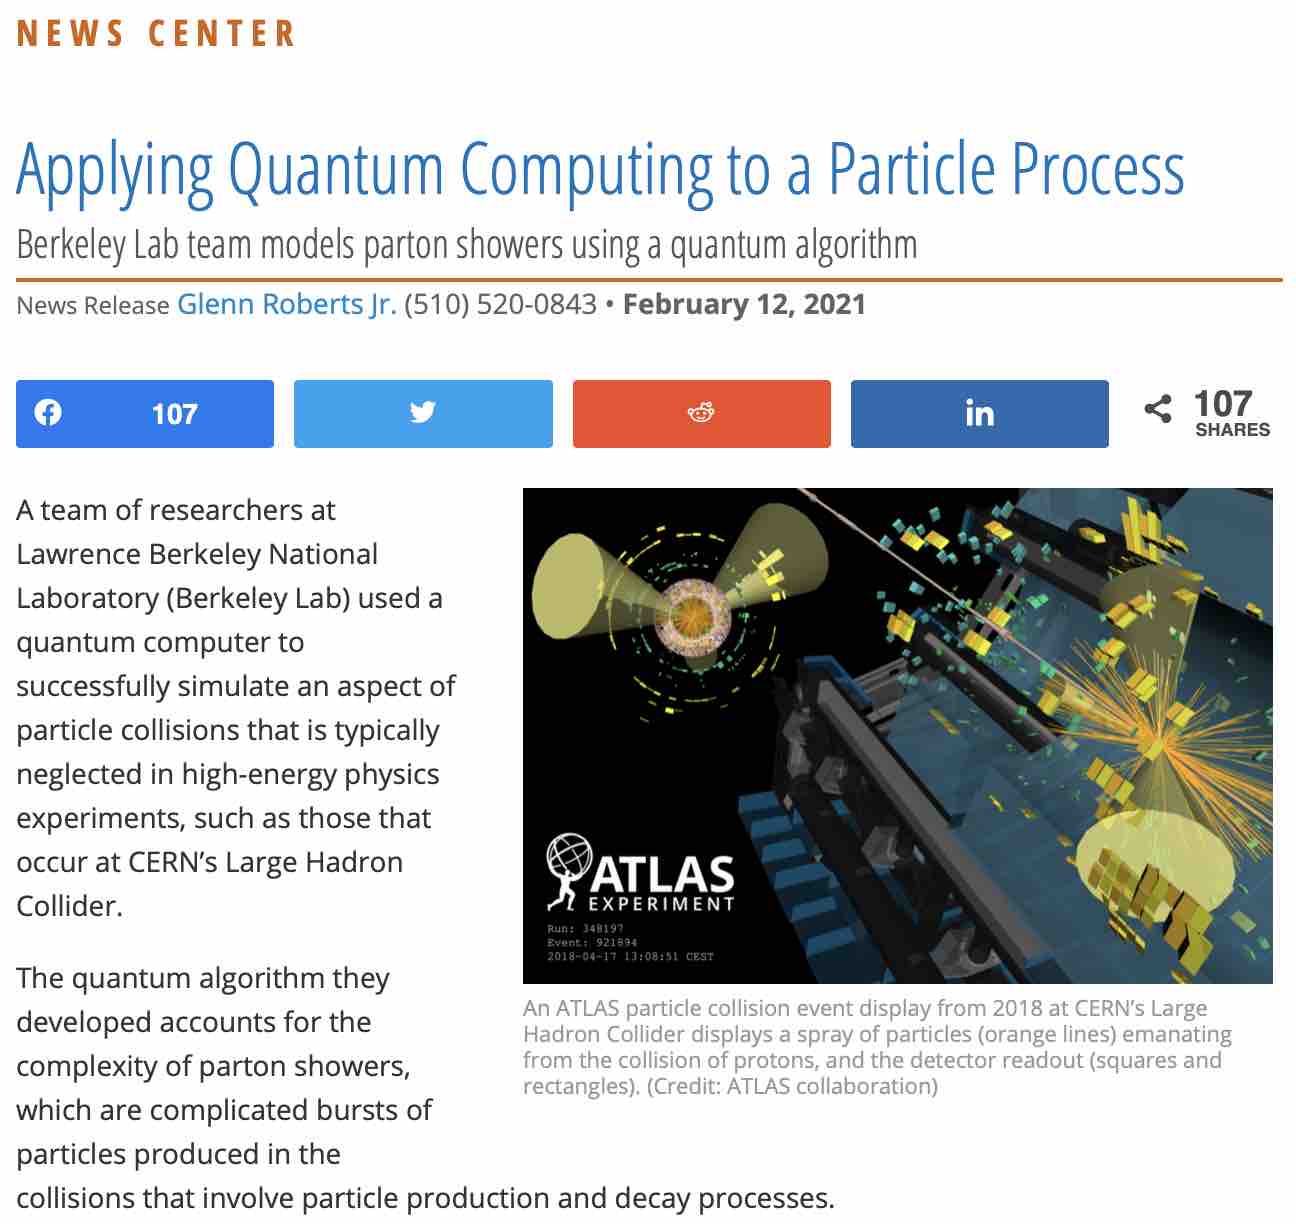 NEWS CENTER
Applying Quantum Computing to a Particle Process
Berkeley Lab team models parton showers using a quantum algorithm
News Release Glenn Roberts Jr. (510) 520-0843 • February 12, 2021
107
in
107
SHARES
A team of researchers at
Lawrence Berkeley National
Laboratory (Berkeley Lab) used a
quantum computer to
successfully simulate an aspect of
particle collisions that is typically
neglected in high-energy physics
experiments, such as those that
occur at CERN’s Large Hadron
Collider.
ATLAS
EXPERIMENT
Run: 348197
Event: 921894
2018-04-17 13:08:51 CEST
An ATLAS particle collision event display from 2018 at CERN’s Large
Hadron Collider displays a spray of particles (orange lines) emanating
from the collision of protons, and the detector readout (squares and
rectangles). (Credit: ATLAS collaboration)
The quantum algorithm they
developed accounts for the
complexity of parton showers,
which are complicated bursts of
particles produced in the
collisions that involve particle production and decay processes.